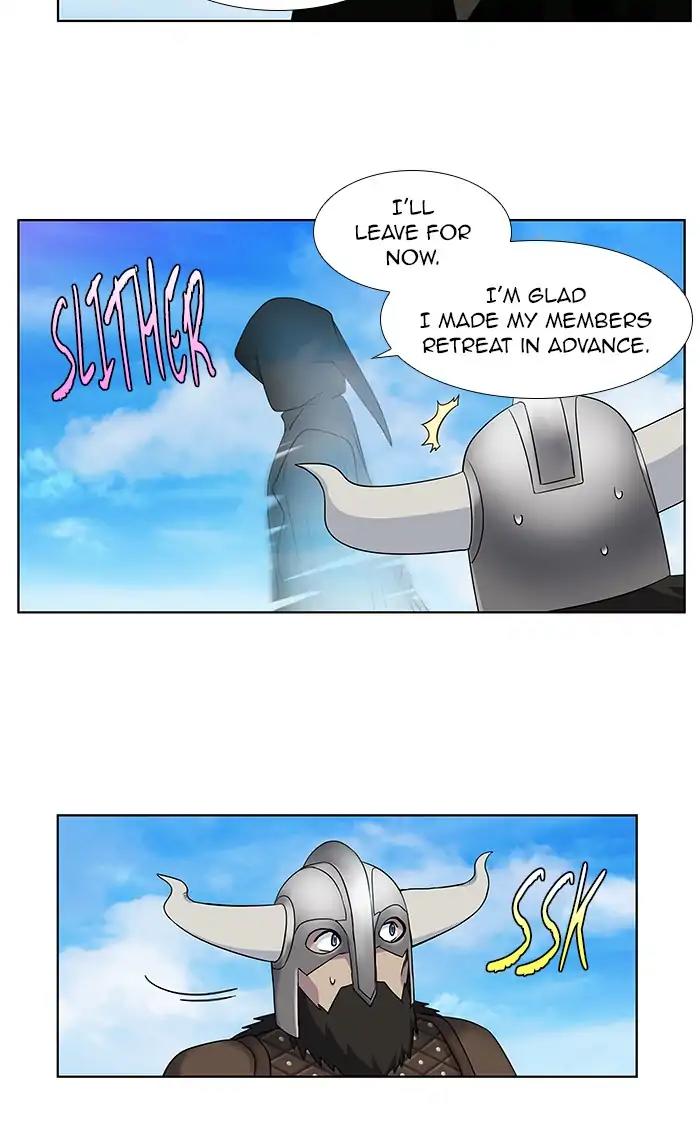 I'LL
LEAVE FOR
NOW.
I'M GLAD
I MADE MY MEMBERS
RETREAT IN ADVANCE.
SLITHER
SSK